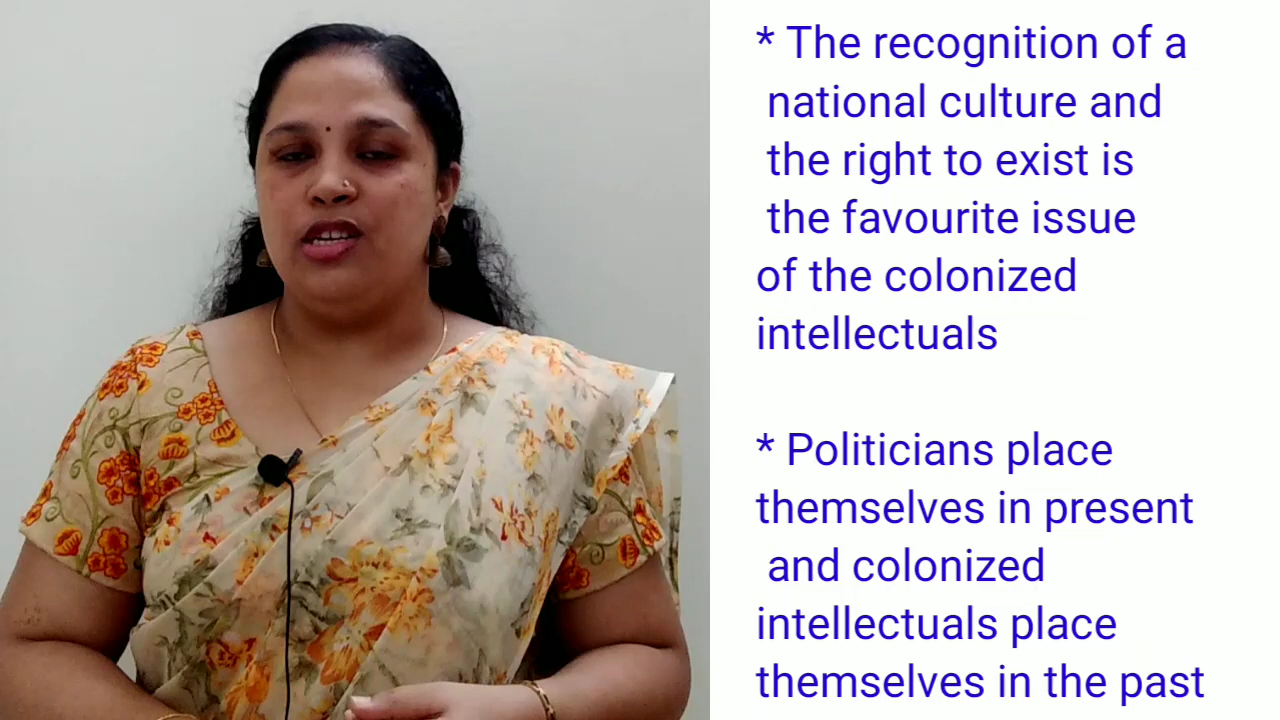 * The recognition of a
national culture and
the right to exist is
the favourite issue
of the colonized
intellectuals
* Politicians place
themselves in present
and colonized
intellectuals place
themselves in the past